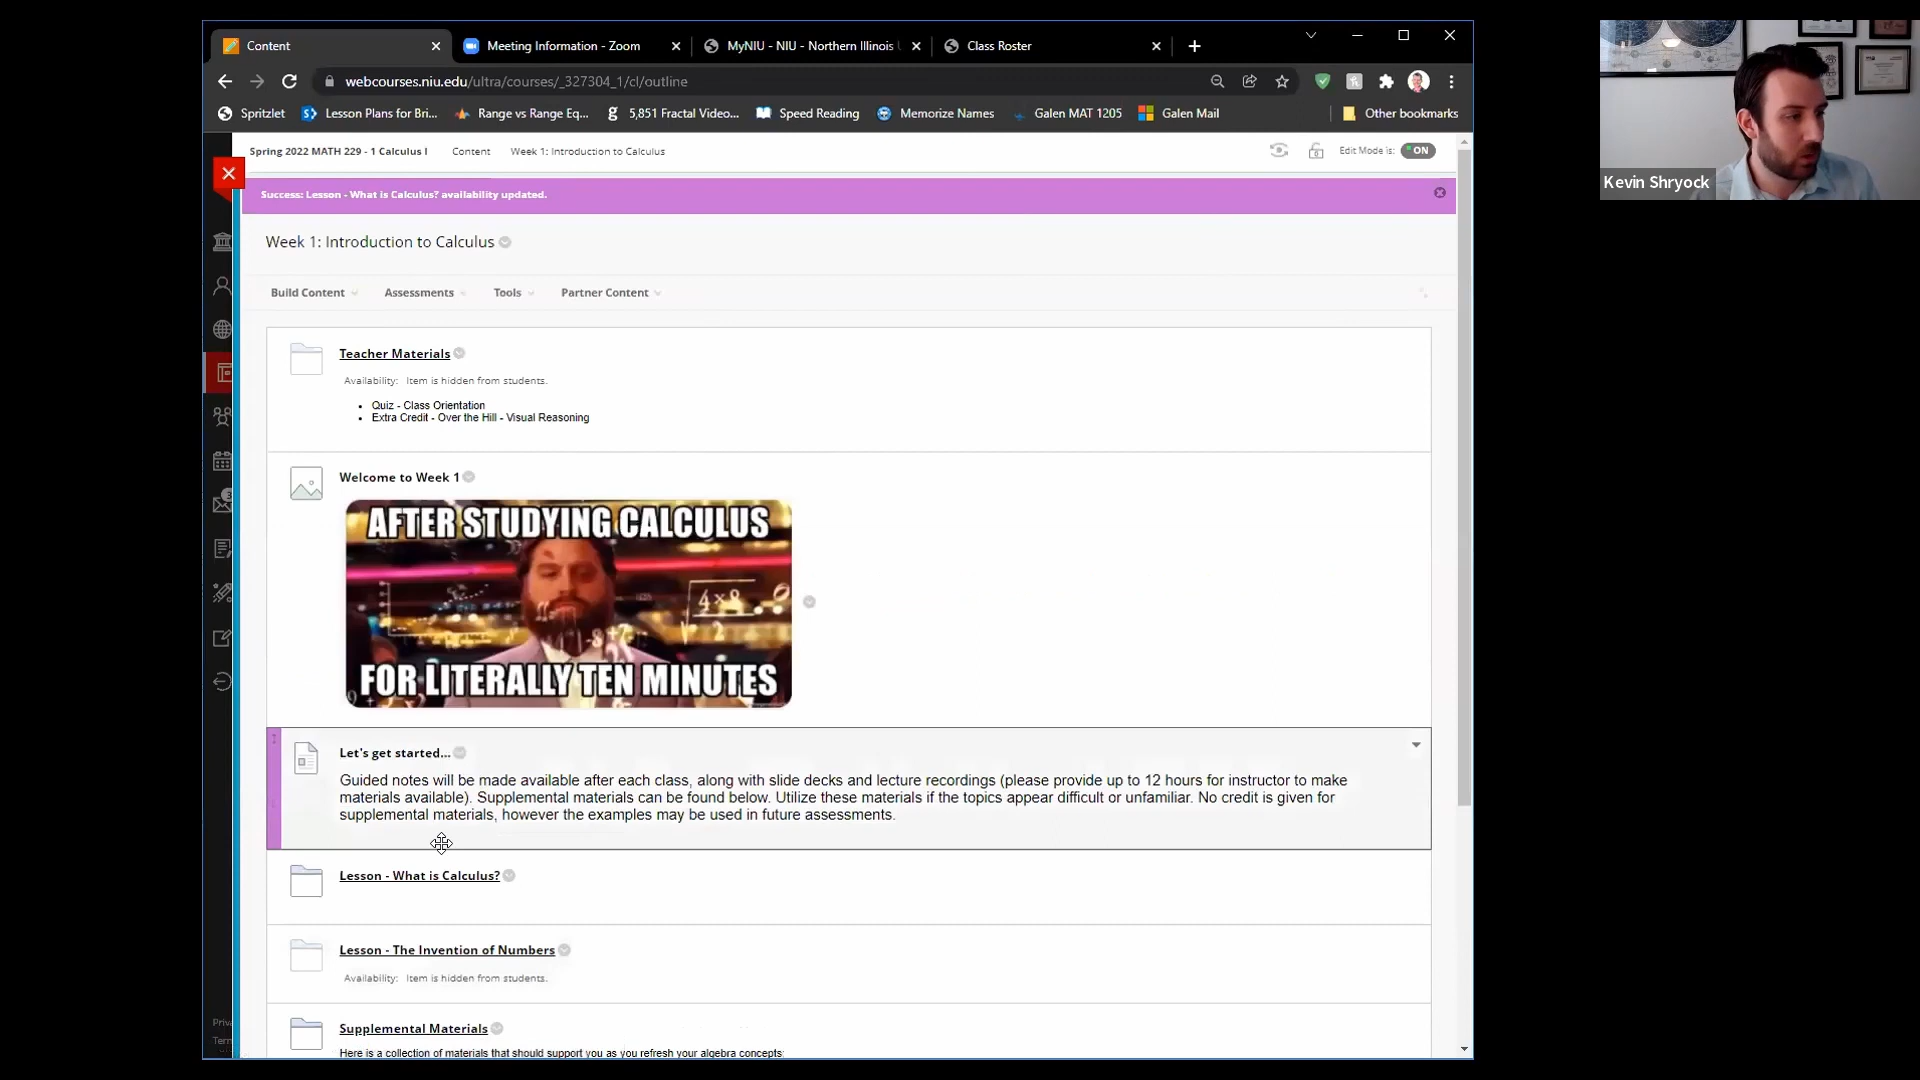 Content
Meeting Information - Zoom
MyNIU - NIU - Northern Illinois
Class Roster
webcourses.niu.edu/ultra/courses/_327304_1/cl/outline
Spritzlet
Lesson Plans for Bri...
Range vs Range Eq...
5,851 Fractal Video...
Speed Reading
Memorize Names
Galen MAT 1205
Galen Mail
Other bookmarks
Kevin Shryock
Spring 2022 MATH 229 - 1 Calculus I
Content
Week 1: Introduction to Calculus
Edit Mode is:
ON
Success: Lesson - What is Calculus? availability updated.
Week 1: Introduction to Calculus
Build Content
Assessments
Tools
Partner Content
Teacher Materials
Availability: Item is hidden from students.
• Quiz - Class Orientation
• Extra Credit - Over the Hill - Visual Reasoning
Welcome to Week 1
AFTER STUDYING CALCULUS
FOR LITERALLY TEN MINUTES
Let's get started...
Guided notes will be made available after each class, along with slide decks and lecture recordings (please provide up to 12 hours for instructor to make
materials available). Supplemental materials can be found below. Utilize these materials if the topics appear difficult or unfamiliar. No credit is given for
supplemental materials, however the examples may be used in future assessments.
Lesson - What is Calculus?
Lesson - The Invention of Numbers
Availability: Item is hidden from students.
Supplemental Materials
Here is a collection of materials that should support you as you refresh your algebra concepts: